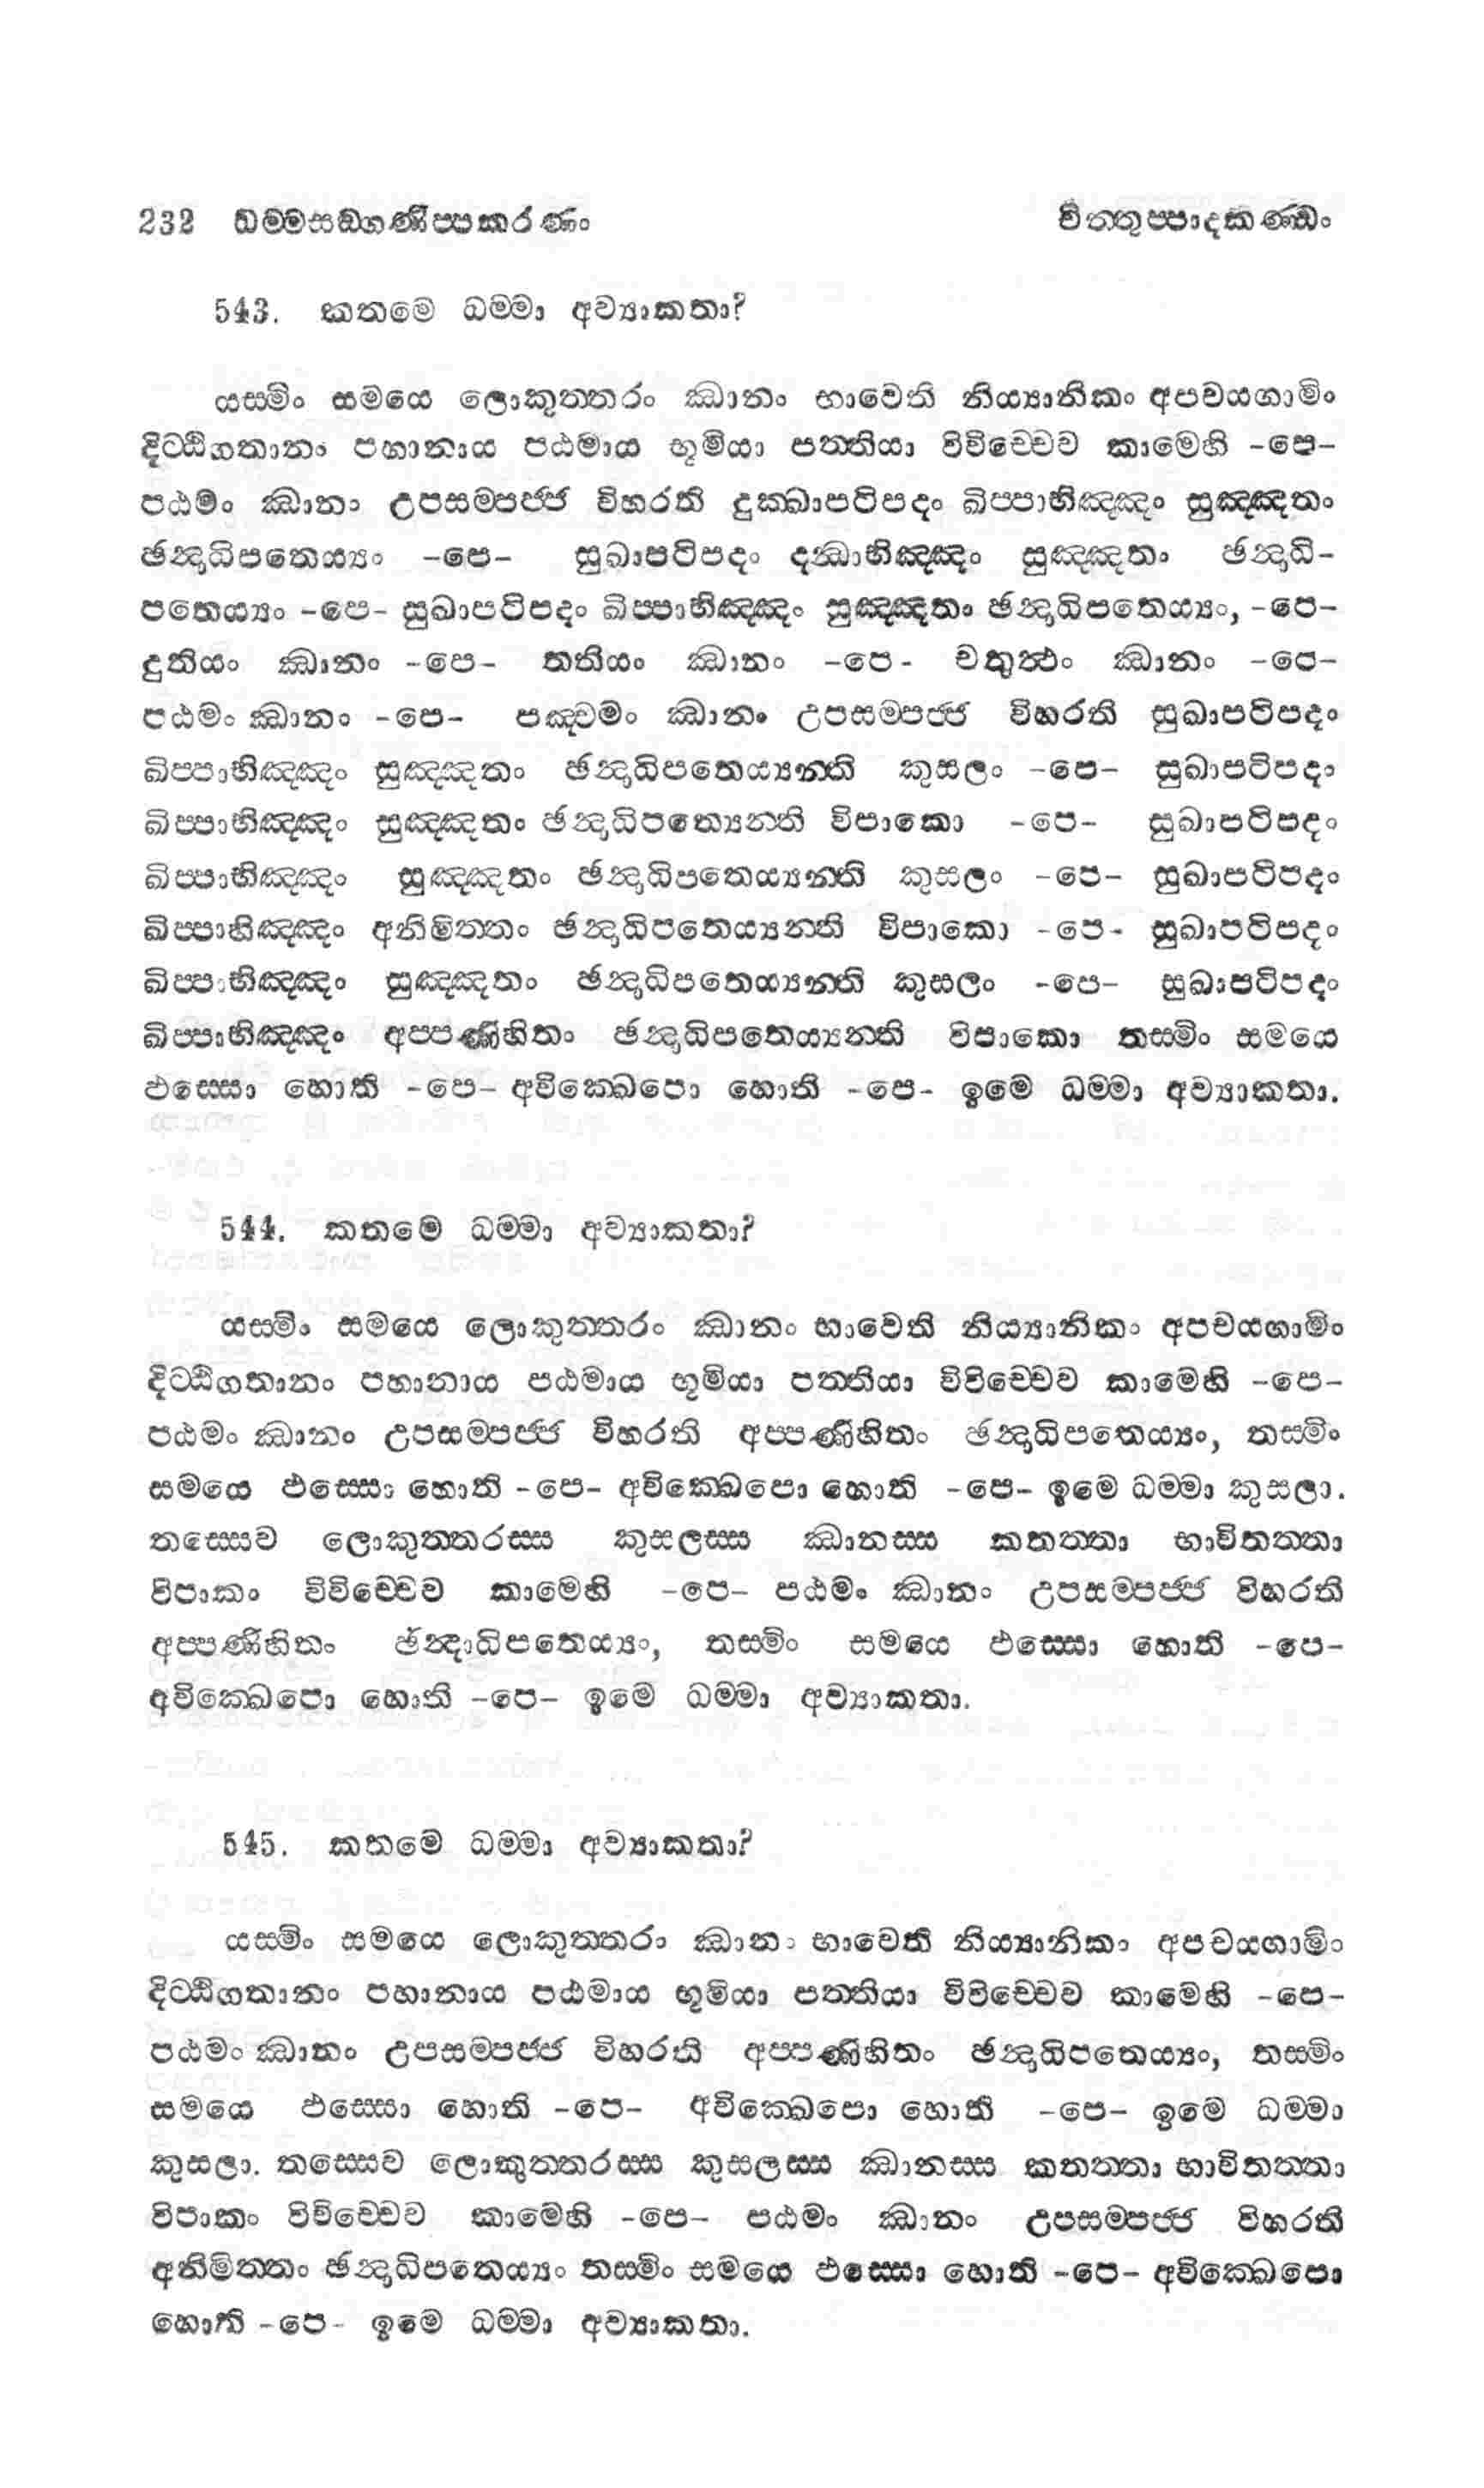 232 ධම්මසඞ්ගණිප්පකරණං චිත්තුප්පාදකණ්ඩං
543. කතමෙ ධම්මා අව්‍යාකතා?
යස්මිං සමයෙ ලොකුත්තරං ඣානං භාවෙති නිය්‍යානිකං අපචයගාමිං
දිට්ඨිගතානං පහානාය පඨමාය භූමියා පත්තියා විවිච්චෙව කාමෙහි -පෙ-
පඨමං ඣානං උපසම්පජ්ජ විහරති දුක්ඛාපටිපදං ඛිප්පාභිඤ්ඤං සුඤ්ඤතං
ඡන්දාධිපතෙය්‍යං -පෙ- සුඛාපටිපදං දන්ධාභිඤ්ඤං සුඤ්ඤතං ඡන්දාධි-
පතෙය්‍යං -පෙ- සුඛාපටිපදං ඛිප්පාභිඤ්ඤං සුඤ්ඤතං ඡන්දාධිපතෙය්‍යං, -පෙ-
දුතියං ඣානං -පෙ- තතියං ඣානං -පෙ- චතුත්ථං ඣානං -පෙ-
පඨමං ඣානං -පෙ- පඤ්චමං ඣානං උපසම්පජ්ජ විහරති සුඛාපටිපදං
ඛිප්පාභිඤ්ඤං සුඤ්ඤතං ඡන්දාධිපතෙය්‍යන්ති කුසලං -පෙ- සුඛාපටිපදං
ඛිප්පාභිඤ්ඤං සුඤ්ඤතං ඡන්දාධිපත්‍යෙන්ති විපාකො -පෙ- සුඛාපටිපදං
ඛිප්පාභිඤ්ඤං සුඤ්ඤතං ඡන්දාධිපතෙය්‍යන්ති කුසලං -පෙ- සුඛාපටිපදං
ඛිප්පාභිඤ්ඤං අනිමිත්තං ඡන්දාධිපතෙය්‍යන්ති විපාකො -පෙ- සුඛාපටිපදං
ඛිප්පාභිඤ්ඤං සුඤ්ඤතං ඡන්දාධිපතෙය්‍යන්ති කුසලං -පෙ- සුඛාපටිපදං
ඛිප්පාභිඤ්ඤං අප්පණිහිතං ඡන්දාධිපතෙය්‍යන්ති විපාකො තස්මිං සමයෙ
ඵස්සො හොති -පෙ- අවික්ඛෙපො හොති -පෙ- ඉමෙ ධම්මා අව්‍යාකතා.
544. කතමෙ ධම්මා අව්‍යාකතා?
යස්මිං සමයෙ ලොකුත්තරං ඣානං භාවෙති නිය්‍යානිකං අපචයගාමිං
දිට්ඨිගතානං පහානාය පඨමාය භූමියා පත්තියා විවිච්චෙව කාමෙහි -පෙ-
පඨමං ඣානං උපසම්පජ්ජ විහරති අප්පණිහිතං ඡන්දාධිපතෙය්‍යං, තස්මිං
සමයෙ ඵස්සො හොති -පෙ- අවික්ඛෙපො හොති -පෙ- ඉමෙ ධම්මා කුසලා.
තස්සෙව ලොකුත්තරස්ස කුසලස්ස ඣානස්ස කතත්තා භාවිතත්තා
විපාකං විවිච්චෙව කාමෙහි -පෙ- පඨමං ඣානං උපසම්පජ්ජ විහරති
අප්පණිහිතං ඡන්දාධිපතෙය්‍යං, තස්මිං සමයෙ ඵස්සො හොති -පෙ-
අවික්ඛෙපො හොති -පෙ- ඉමෙ ධම්මා අව්‍යාකතා.
545. කතමෙ ධම්මා අව්‍යාකතා?
යස්මිං සමයෙ ලොකුත්තරං ඣානං භාවෙති නිය්‍යානිකං අපචයගාමිං
දිට්ඨිගතානං පහානාය පඨමාය භූමියා පත්තියා විවිච්චෙව කාමෙහි -පෙ-
පඨමං ඣානං උපසම්පජ්ජ විහරති අප්පණිහිතං ඡන්දාධිපතෙය්‍යං, තස්මිං
සමයෙ ඵස්සො හොති -පෙ- අවික්ඛෙපො හොති -පෙ- ඉමෙ ධම්මා
කුසලා. තස්සෙව ලොකුත්තරස්ස කුසලස්ස ඣානස්ස කතත්තා භාවිතත්තා
විපාකං විවිච්චෙව කාමෙහි -පෙ- පඨමං ඣානං උපසම්පජ්ජ විහරති
අනිමිත්තං ඡන්දාධිපතෙය්‍යං තස්මිං සමයෙ ඵස්සො හොති -පෙ- අවික්ඛෙපො
හොති -පෙ- ඉමෙ ධම්මා අව්‍යාකතා.